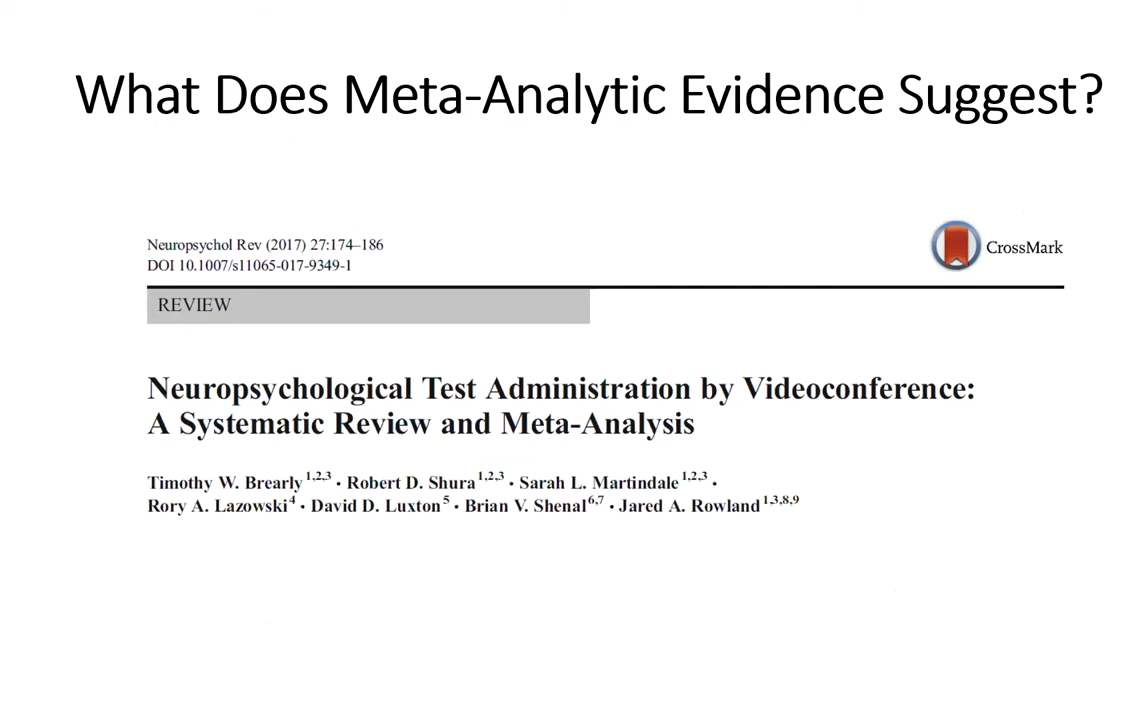 What Does Meta-Analytic Evidence Suggest?
Neuropsychol Rev (2017) 27:174–186
DOI 10.1007/s11065-017-9349-1
CrossMark
REVIEW
Neuropsychological Test Administration by Videoconference:
A Systematic Review and Meta-Analysis
Timothy W. Brearly 1,2,3 · Robert D. Shura 1,2,3 · Sarah L. Martindale 1,2,3 ·
Rory A. Lazowski 4 · David D. Luxton 5 · Brian V. Shenal 6,7 · Jared A. Rowland 1,3,8,9